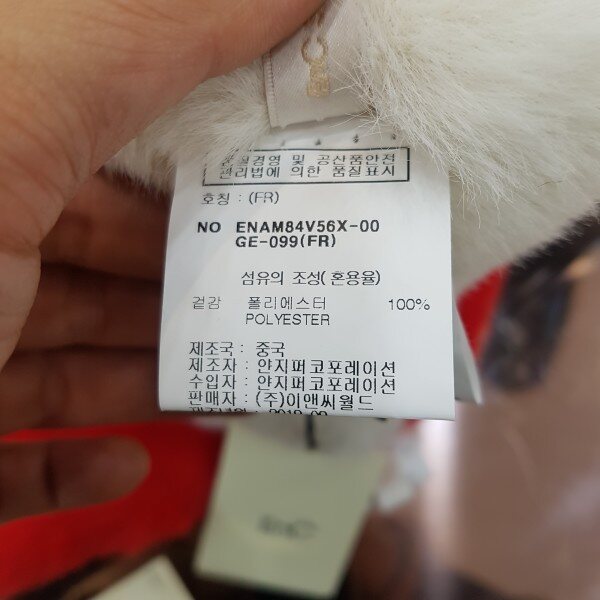 품질경영 및 공산품안전
관리법에 의한 품질표시
호칭 : (FR)
NO ENAM84V56X-00
GE-099(FR)
섬유의 조성(혼용율)
겉감 폴리에스터 100%
POLYESTER
제조국 : 중국
제조자 : 얀지퍼코포레이션
수입자 : 얀지퍼코포레이션
판매자 : (주)이앤씨월드